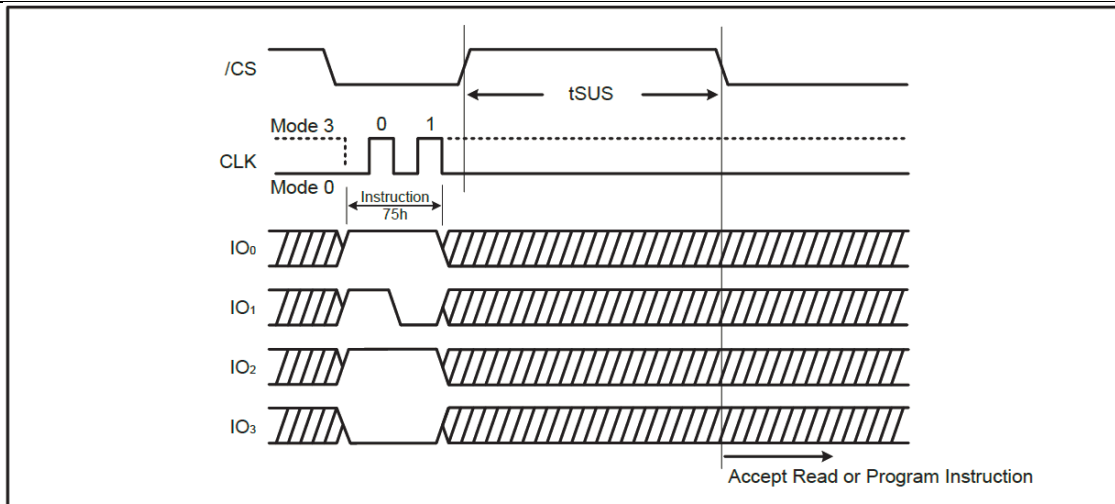 /CS
tSUS
Mode 3 0 1
CLK
Mode 0
Instruction
75h
IO₀
IO₁
IO₂
IO₃
Accept Read or Program Instruction